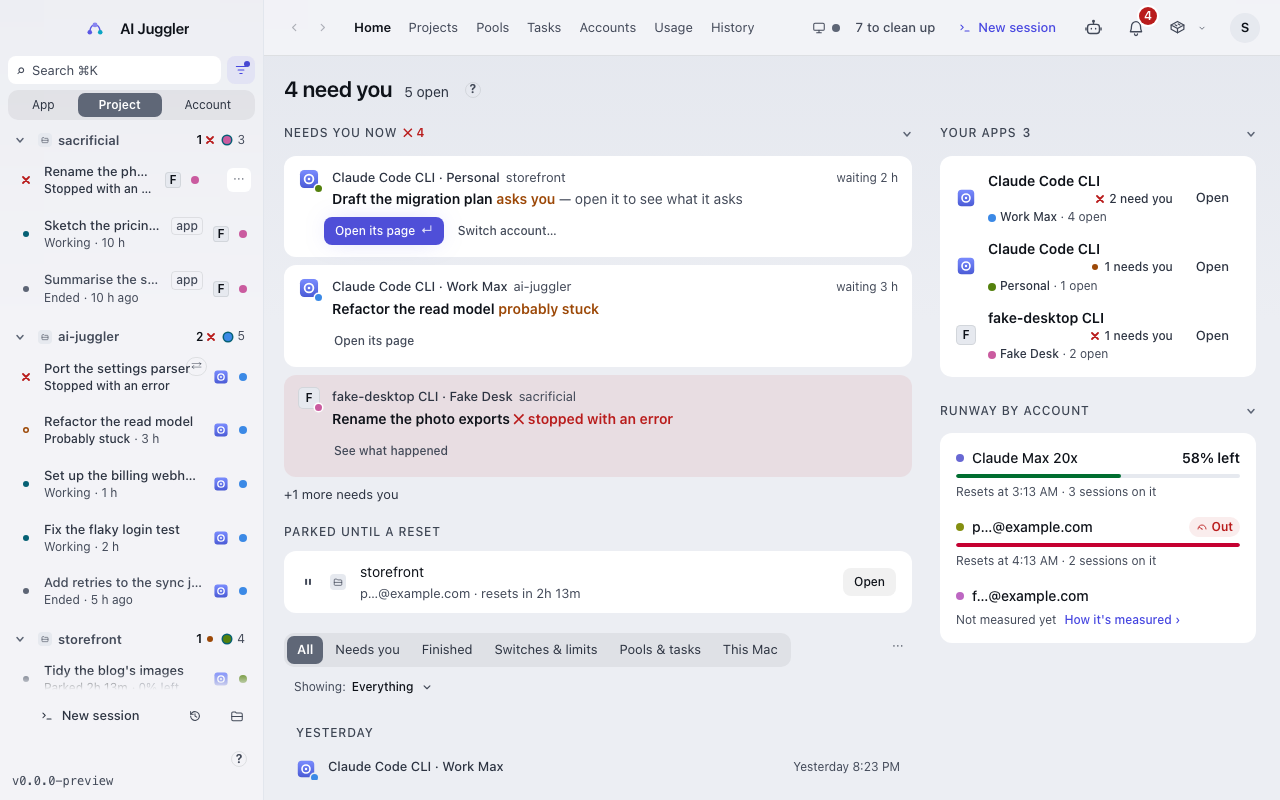 AI Juggler
Search ⌘K
App Project Account
sacrificial 1 3
Rename the ph... F
Stopped with an ...
Sketch the pricin... app F
Working · 10 h
Summarise the s... app F
Ended · 10 h ago
ai-juggler 2 5
Port the settings parser
Stopped with an error
Refactor the read model
Probably stuck · 3 h
Set up the billing webh...
Working · 1 h
Fix the flaky login test
Working · 2 h
Add retries to the sync j...
Ended · 5 h ago
storefront 1 4
Tidy the blog's images
Parked 2h 13m · 0% left
New session
?
v0.0.0-preview
Home Projects Pools Tasks Accounts Usage History
7 to clean up
New session
4
S
4 need you 5 open ?
NEEDS YOU NOW 4
Claude Code CLI · Personal storefront waiting 2 h
Draft the migration plan asks you — open it to see what it asks
Open its page ↵ Switch account...
Claude Code CLI · Work Max ai-juggler waiting 3 h
Refactor the read model probably stuck
Open its page
F fake-desktop CLI · Fake Desk sacrificial
Rename the photo exports stopped with an error
See what happened
+1 more needs you
PARKED UNTIL A RESET
storefront
p...@example.com · resets in 2h 13m
Open
All Needs you Finished Switches & limits Pools & tasks This Mac ...
Showing: Everything
YESTERDAY
Claude Code CLI · Work Max Yesterday 8:23 PM
YOUR APPS 3
Claude Code CLI
2 need you Open
Work Max · 4 open
Claude Code CLI
1 needs you Open
Personal · 1 open
fake-desktop CLI
F 1 needs you Open
Fake Desk · 2 open
RUNWAY BY ACCOUNT
Claude Max 20x 58% left
Resets at 3:13 AM · 3 sessions on it
p...@example.com Out
Resets at 4:13 AM · 2 sessions on it
f...@example.com
Not measured yet How it's measured ›